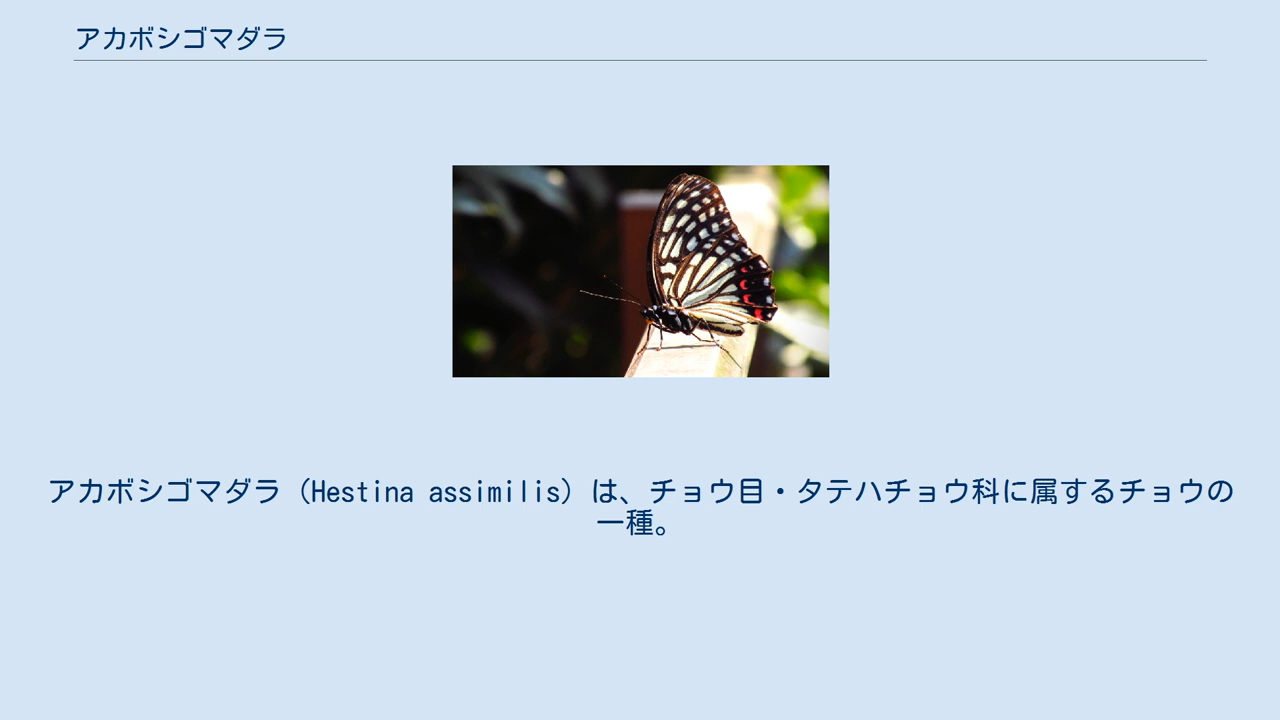 アカボシゴマダラ
アカボシゴマダラ（Hestina assimilis）は、チョウ目・タテハチョウ科に属するチョウの
一種。